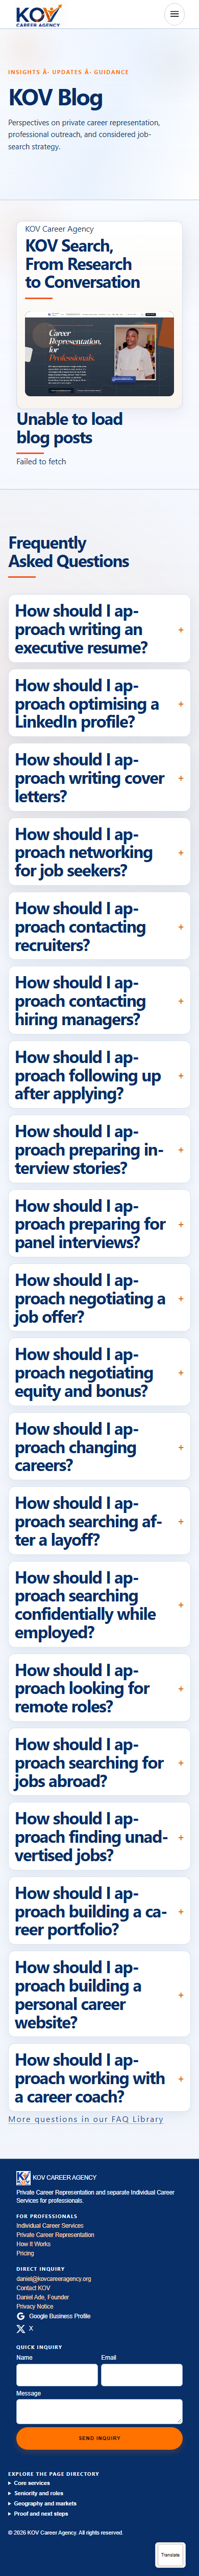 KOV
CAREER AGENCY
INSIGHTS Â· UPDATES Â· GUIDANCE
KOV Blog
Perspectives on private career representation,
professional outreach, and considered job-
search strategy.
KOV Career Agency
KOV Search,
From Research
to Conversation
Career
Representation,
for
Professionals.
Unable to load
blog posts
Failed to fetch
Frequently
Asked Questions
How should I ap-
proach writing an
executive resume?
+
How should I ap-
proach optimising a
LinkedIn profile?
+
How should I ap-
proach writing cover
letters?
+
How should I ap-
proach networking
for job seekers?
+
How should I ap-
proach contacting
recruiters?
+
How should I ap-
proach contacting
hiring managers?
+
How should I ap-
proach following up
after applying?
+
How should I ap-
proach preparing in-
terview stories?
+
How should I ap-
proach preparing for
panel interviews?
+
How should I ap-
proach negotiating a
job offer?
+
How should I ap-
proach negotiating
equity and bonus?
+
How should I ap-
proach changing
careers?
+
How should I ap-
proach searching af-
ter a layoff?
+
How should I ap-
proach searching
confidentially while
employed?
+
How should I ap-
proach looking for
remote roles?
+
How should I ap-
proach searching for
jobs abroad?
+
How should I ap-
proach finding unad-
vertised jobs?
+
How should I ap-
proach building a ca-
reer portfolio?
+
How should I ap-
proach building a
personal career
website?
+
How should I ap-
proach working with
a career coach?
+
More questions in our FAQ Library
KOV CAREER AGENCY
Private Career Representation and separate Individual Career
Services for professionals.
FOR PROFESSIONALS
Individual Career Services
Private Career Representation
How It Works
Pricing
DIRECT INQUIRY
daniel@kovcareeragency.org
Contact KOV
Daniel Ade, Founder
Privacy Notice
Google Business Profile
X
QUICK INQUIRY
Name
Email
Message
SEND INQUIRY
EXPLORE THE PAGE DIRECTORY
Core services
Seniority and roles
Geography and markets
Proof and next steps
© 2026 KOV Career Agency. All rights reserved.
Translate